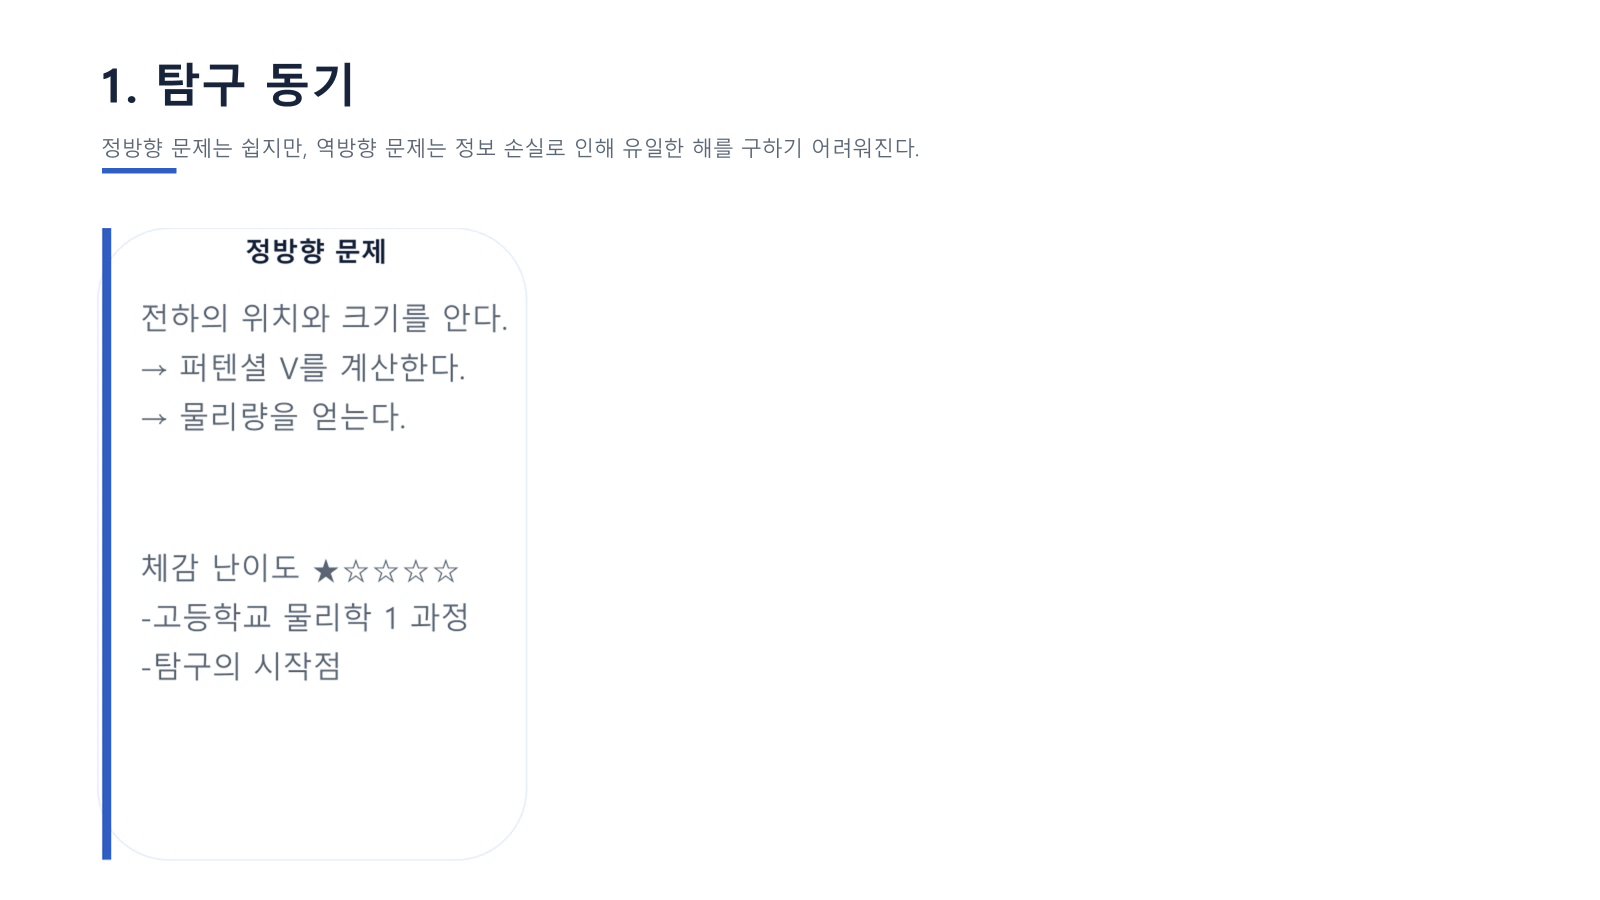 1. 탐구 동기
정방향 문제는 쉽지만, 역방향 문제는 정보 손실로 인해 유일한 해를 구하기 어려워진다.
정방향 문제
전하의 위치와 크기를 안다.
→ 퍼텐셜 V를 계산한다.
→ 물리량을 얻는다.
체감 난이도 ★☆☆☆☆
-고등학교 물리학 1 과정
-탐구의 시작점